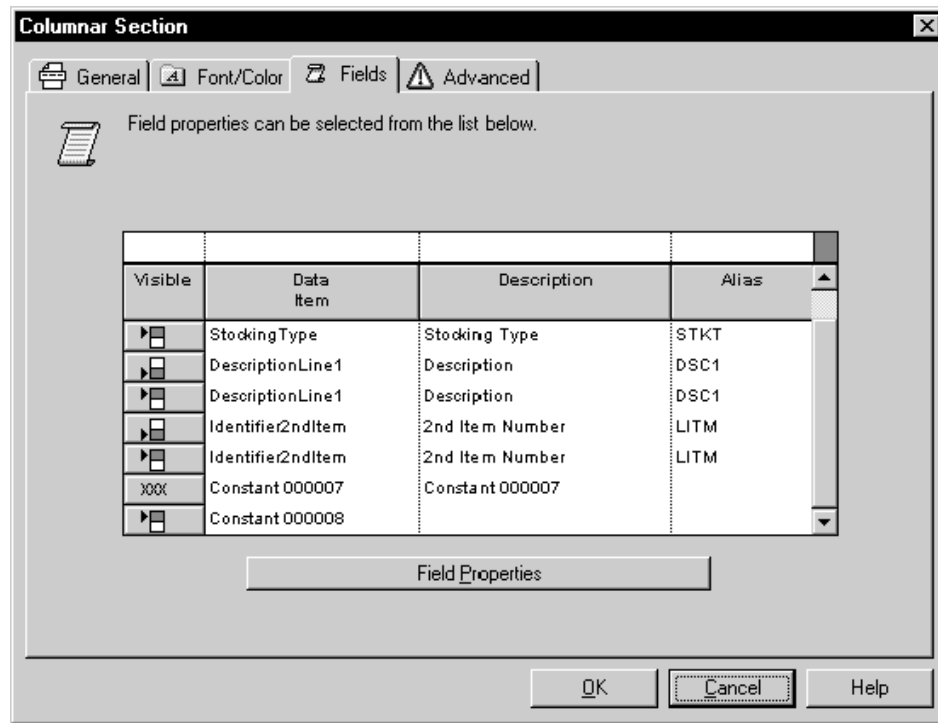 Columnar Section
General Font/Color Fields Advanced
Field properties can be selected from the list below.
Visible Data Item Description Alias
StockingType Stocking Type STKT
DescriptionLine1 Description DSC1
DescriptionLine1 Description DSC1
Identifier2ndItem 2nd Item Number LITM
Identifier2ndItem 2nd Item Number LITM
XXX Constant 000007 Constant 000007
Constant 000008
Field Properties
OK Cancel Help